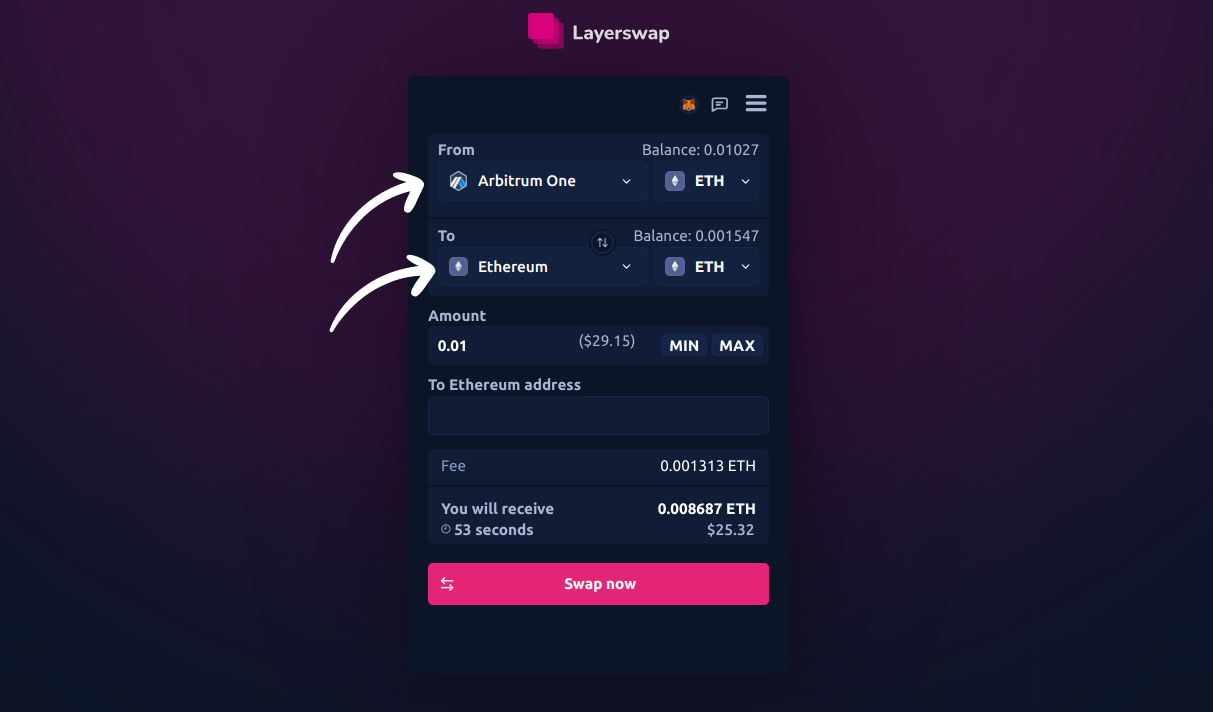 Layerswap
From Balance: 0.01027
Arbitrum One ETH
To Balance: 0.001547
Ethereum ETH
Amount
0.01 ($29.15) MIN MAX
To Ethereum address
Fee 0.001313 ETH
You will receive 0.008687 ETH
53 seconds $25.32
Swap now